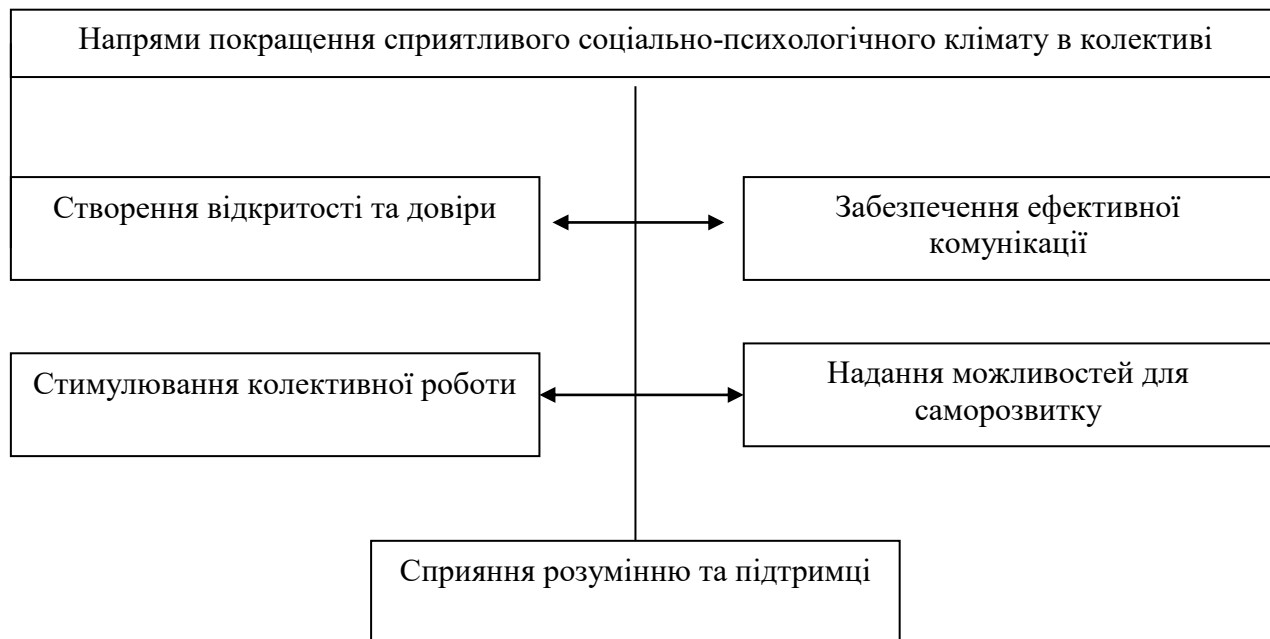 Напрями покращення сприятливого соціально-психологічного клімату в колективі
Створення відкритості та довіри
Забезпечення ефективної
комунікації
Стимулювання колективної роботи
Надання можливостей для
саморозвитку
Сприяння розумінню та підтримці